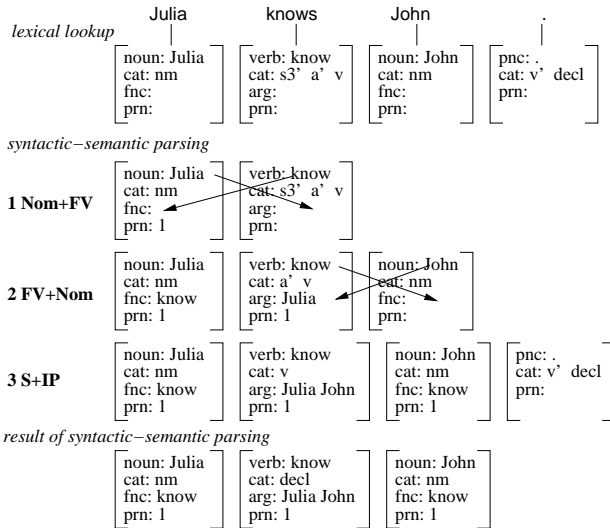 Julia knows John .
lexical lookup
noun: Julia verb: know noun: John pnc: .
cat: nm cat: s3’ a’ v cat: nm cat: v’ decl
fnc: arg: fnc: prn:
prn: prn: prn:
syntactic−semantic parsing
noun: Julia verb: know
cat: nm cat: s3’ a’ v
1 Nom+FV
fnc: arg:
prn: 1 prn:
noun: Julia verb: know noun: John
cat: nm cat: a’ v cat: nm
2 FV+Nom
fnc: know arg: Julia fnc:
prn: 1 prn: 1 prn:
noun: Julia verb: know noun: John pnc: .
cat: nm cat: v cat: nm cat: v’ decl
3 S+IP
fnc: know arg: Julia John fnc: know prn:
prn: 1 prn: 1 prn: 1
result of syntactic−semantic parsing
noun: Julia verb: know noun: John
cat: nm cat: decl cat: nm
fnc: know arg: Julia John fnc: know
prn: 1 prn: 1 prn: 1